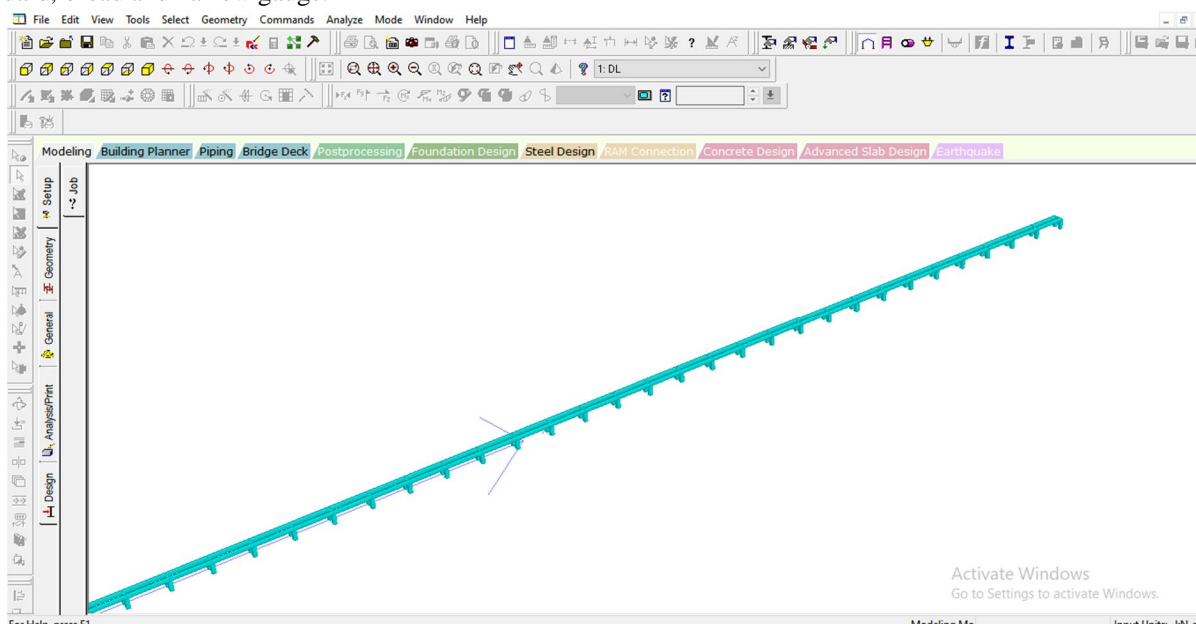 File Edit View Tools Select Geometry Commands Analyze Mode Window Help
1: DL
Modeling Building Planner Piping Bridge Deck Postprocessing Foundation Design Steel Design RAM Connection Concrete Design Advanced Slab Design Earthquake
Setup
Geometry
General
Analysis/Print
Design
? Job
Activate Windows
Go to Settings to activate Windows.